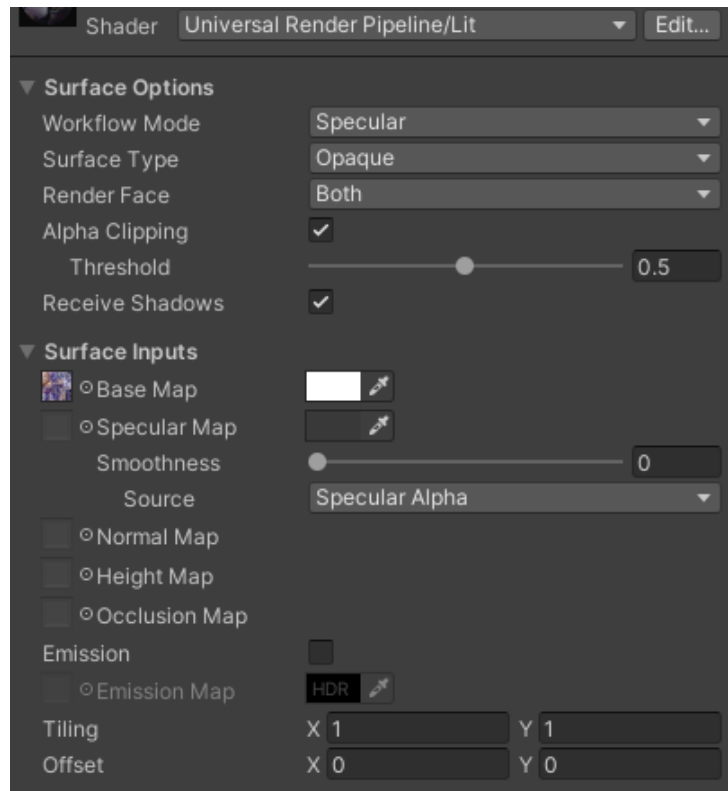 Shader Universal Render Pipeline/Lit Edit...
Surface Options
Workflow Mode Specular
Surface Type Opaque
Render Face Both
Alpha Clipping
Threshold 0.5
Receive Shadows
Surface Inputs
Base Map
Specular Map
Smoothness 0
Source Specular Alpha
Normal Map
Height Map
Occlusion Map
Emission
Emission Map HDR
Tiling X 1 Y 1
Offset X 0 Y 0